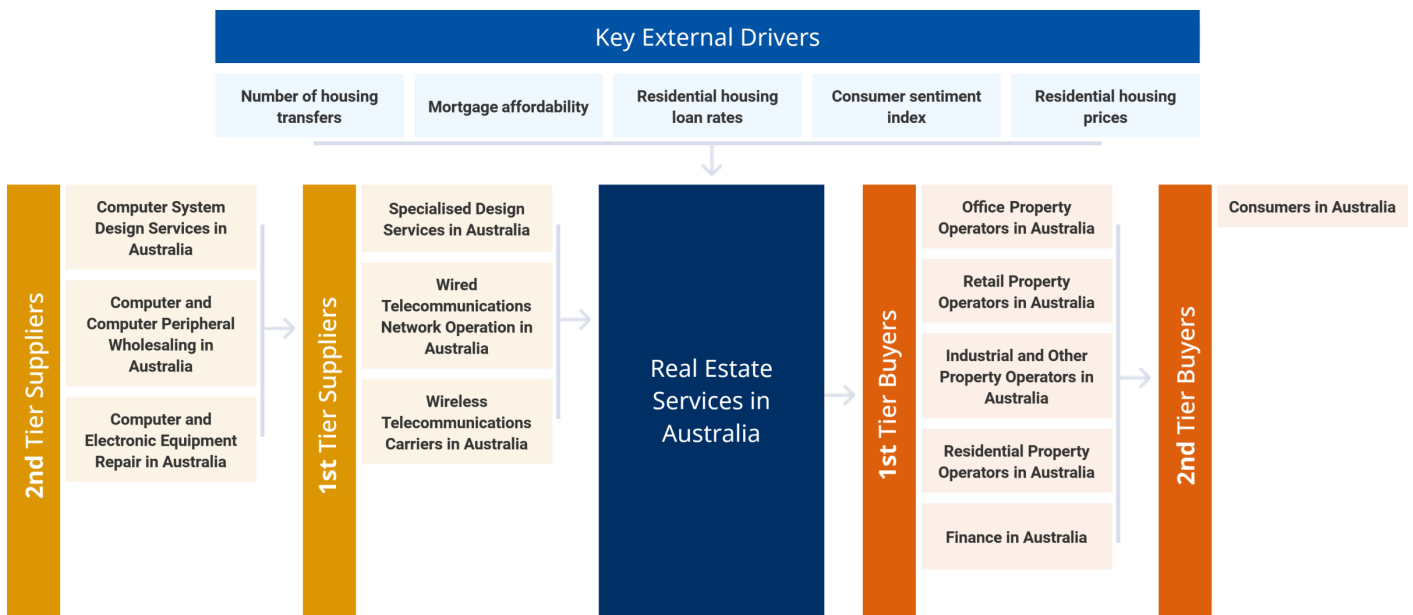 Key External Drivers
Number of housing
transfers
Mortgage affordability
Residential housing
loan rates
Consumer sentiment
index
Residential housing
prices
2nd Tier Suppliers
Computer System
Design Services in
Australia
Computer and
Computer Peripheral
Wholesaling in
Australia
Computer and
Electronic Equipment
Repair in Australia
1st Tier Suppliers
Specialised Design
Services in Australia
Wired
Telecommunications
Network Operation in
Australia
Wireless
Telecommunications
Carriers in Australia
Real Estate
Services in
Australia
1st Tier Buyers
Office Property
Operators in Australia
Retail Property
Operators in Australia
Industrial and Other
Property Operators in
Australia
Residential Property
Operators in Australia
Finance in Australia
2nd Tier Buyers
Consumers in Australia